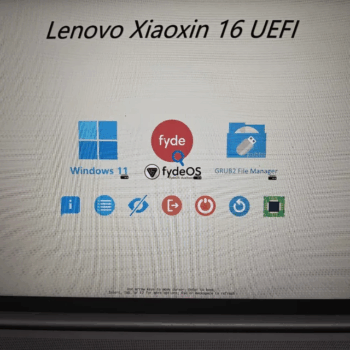 Lenovo Xiaoxin 16 UEFI
fyde
Windows 11
fydeOS
GRUB2 File Manager